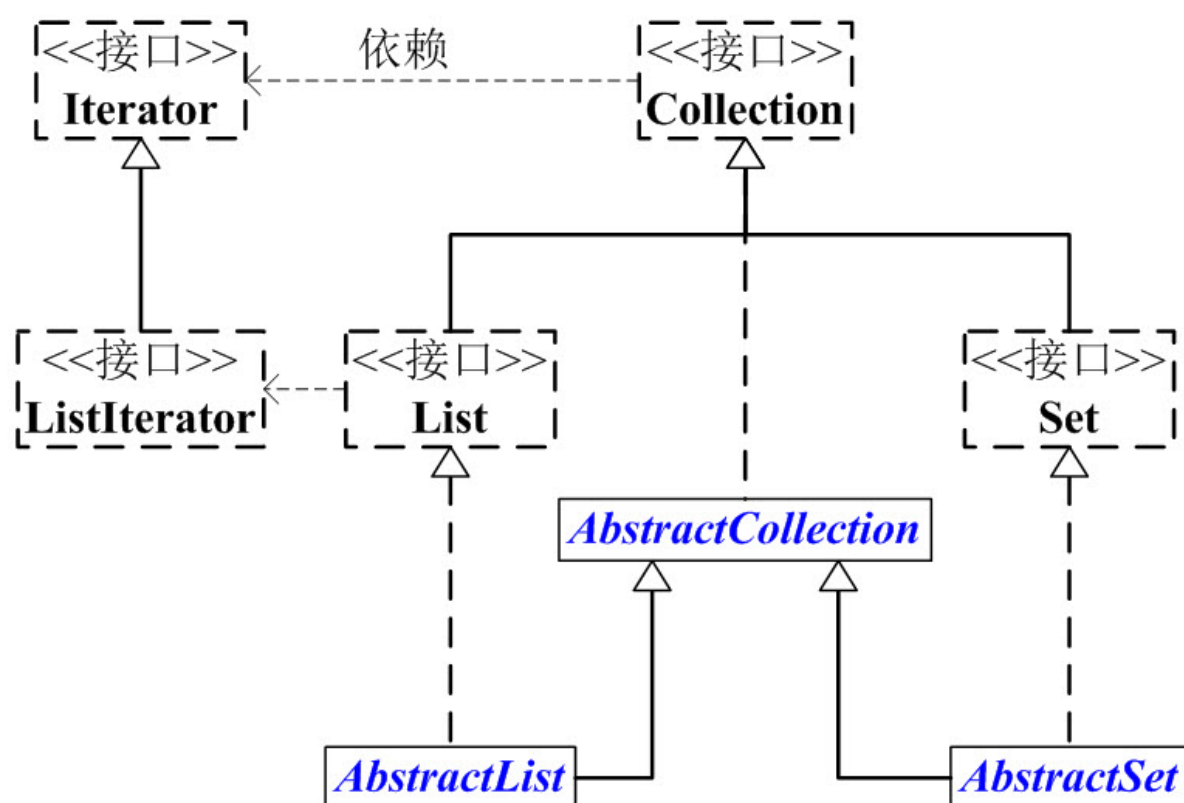 <<接口>>
Iterator
依赖
<<接口>>
Collection
<<接口>>
ListIterator
<<接口>>
List
<<接口>>
Set
AbstractCollection
AbstractList
AbstractSet